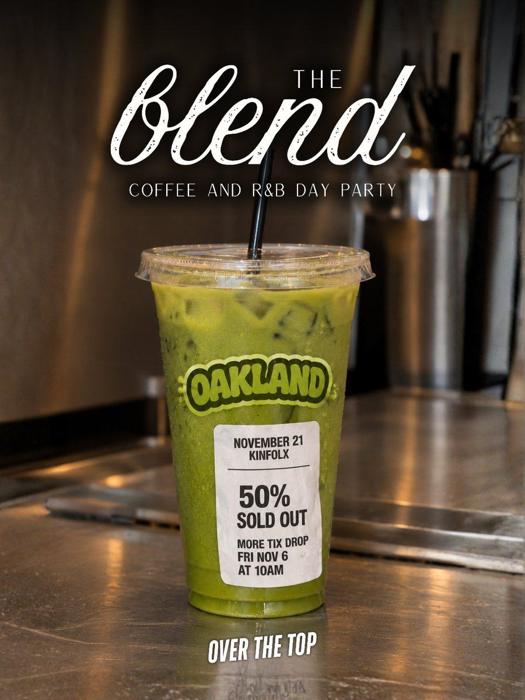 THE
blend
COFFEE AND R&B DAY PARTY
OAKLAND
NOVEMBER 21
KINFOLX
50%
SOLD OUT
MORE TIX DROP
FRI NOV 6
AT 10AM
OVER THE TOP